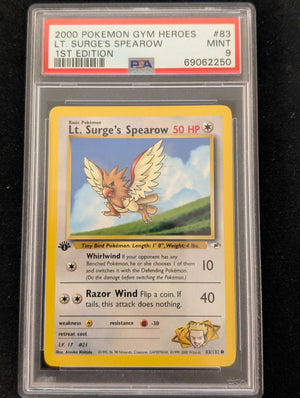 2000 POKEMON GYM HEROES #83
LT. SURGE'S SPEAROW MINT
1ST EDITION 9
PSA 69062250
Basic Pokémon
Lt. Surge's Spearow 50 HP
Tiny Bird Pokémon. Length: 1' 0", Weight: 4 lbs.
Whirlwind If your opponent has any
Benched Pokémon, he or she chooses 1 of them
and switches it with the Defending Pokémon.
(Do the damage before switching the Pokémon.)
10
Razor Wind Flip a coin. If
tails, this attack does nothing.
40
weakness resistance -30
retreat cost
LV. 17 #21
83/132